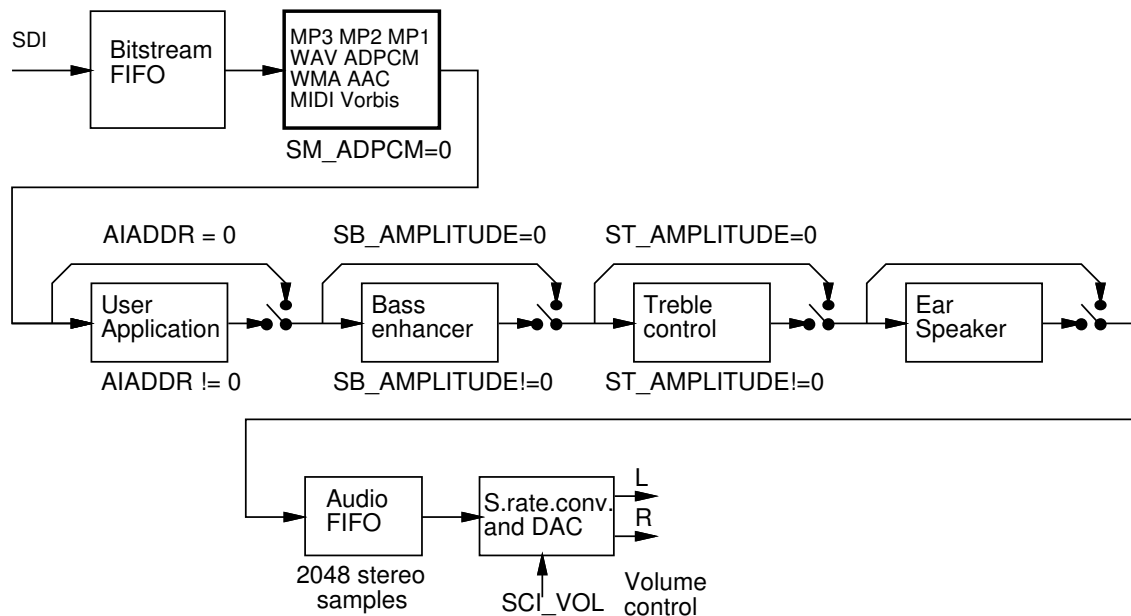 SDI
Bitstream
FIFO
MP3 MP2 MP1
WAV ADPCM
WMA AAC
MIDI Vorbis
SM_ADPCM=0
AIADDR = 0
SB_AMPLITUDE=0
ST_AMPLITUDE=0
User
Application
Bass
enhancer
Treble
control
Ear
Speaker
AIADDR != 0
SB_AMPLITUDE!=0
ST_AMPLITUDE!=0
Audio
FIFO
S.rate.conv.
and DAC
L
R
2048 stereo
samples
SCI_VOL
Volume
control